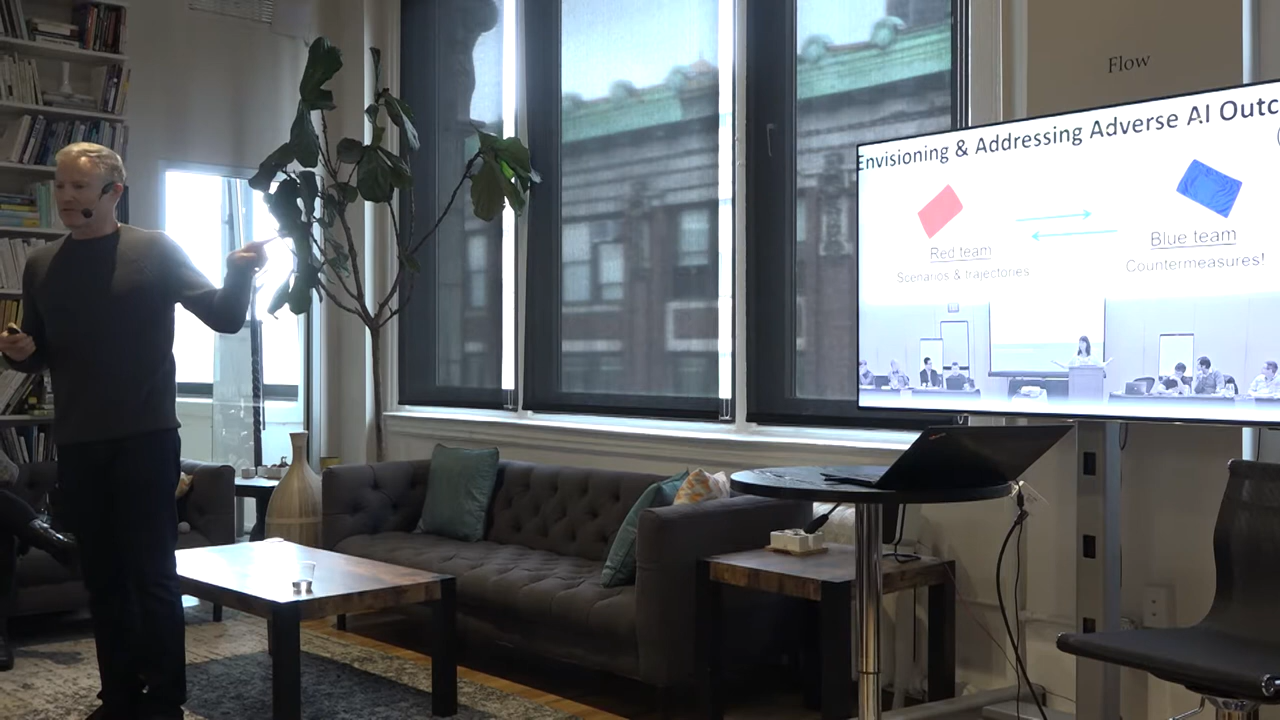 Flow
Envisioning & Addressing Adverse AI Outc
Red team
Scenarios & trajectories
Blue team
Countermeasures!